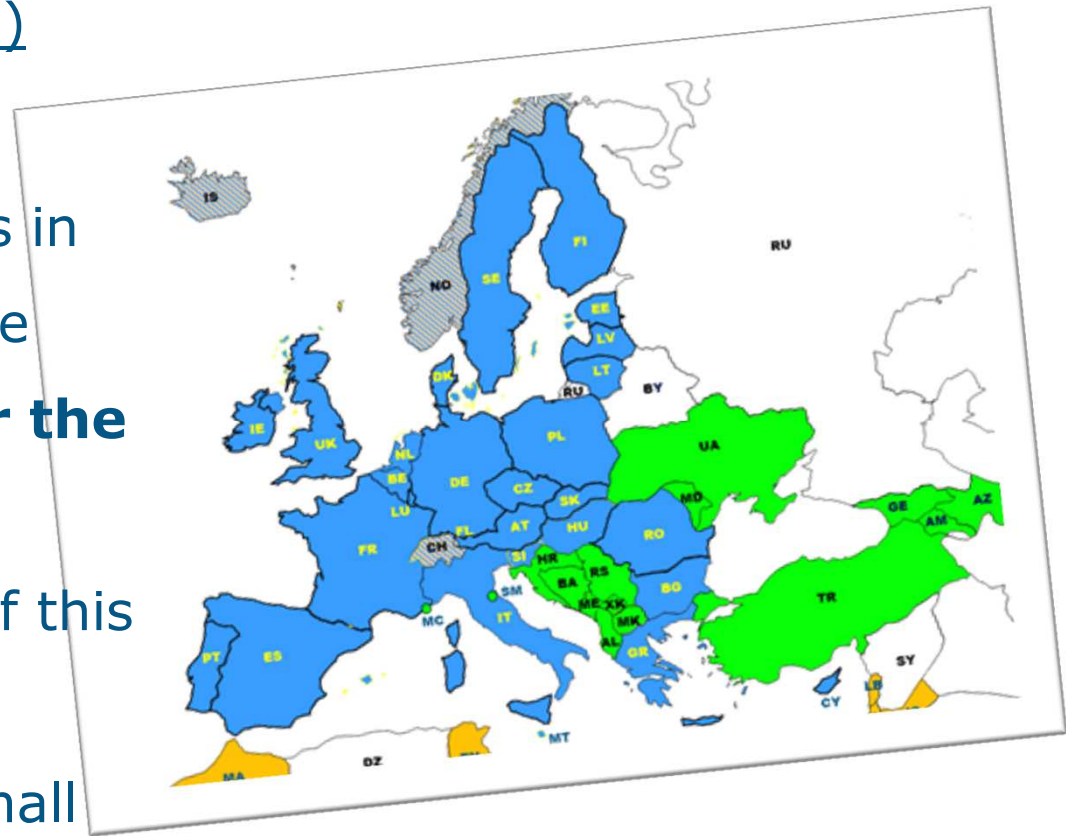 )
s in
e
r the
f this
hall
IS
RU
FI
NO
SE
EE
LV
LT
DK
RU
BY
IE
UK
NL
PL
UA
BE
DE
CZ
MD
LU
SK
GE
AZ
FL
AT
HU
RO
AM
FR
CH
SI
HR
BA
RS
BG
TR
SM
ME
XK
MC
IT
MK
AL
PT
ES
GR
SY
LB
CY
MT
MA
DZ